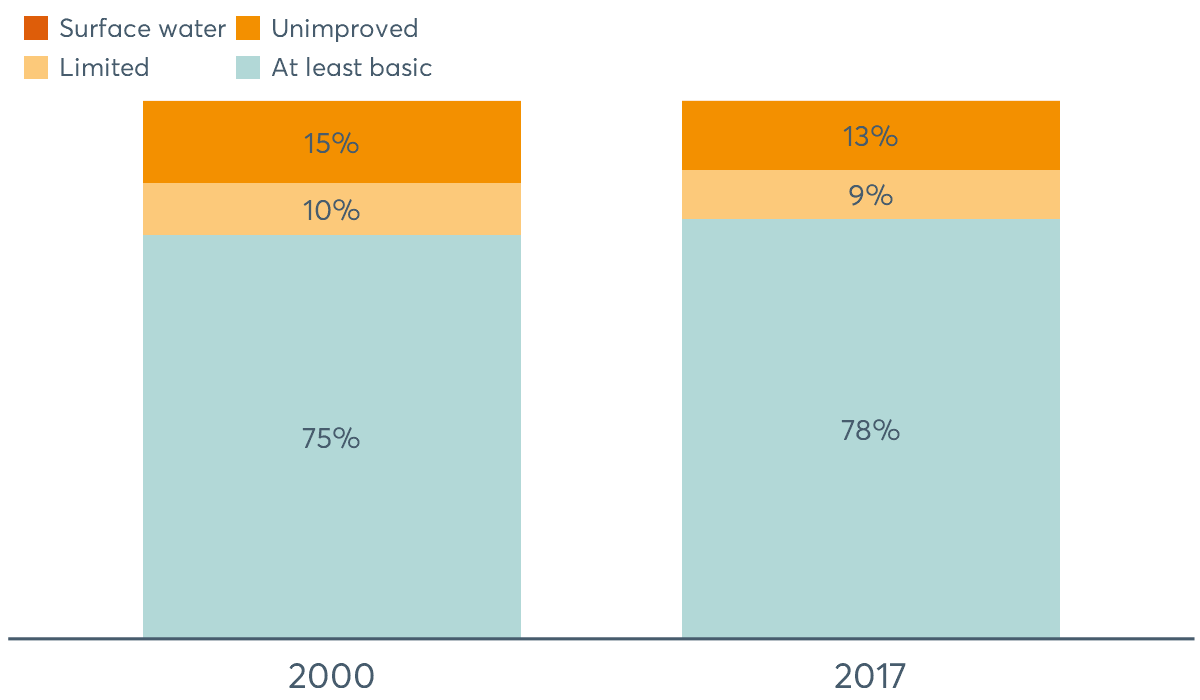 Surface water Unimproved
Limited At least basic
15% 13%
10% 9%
75% 78%
2000 2017